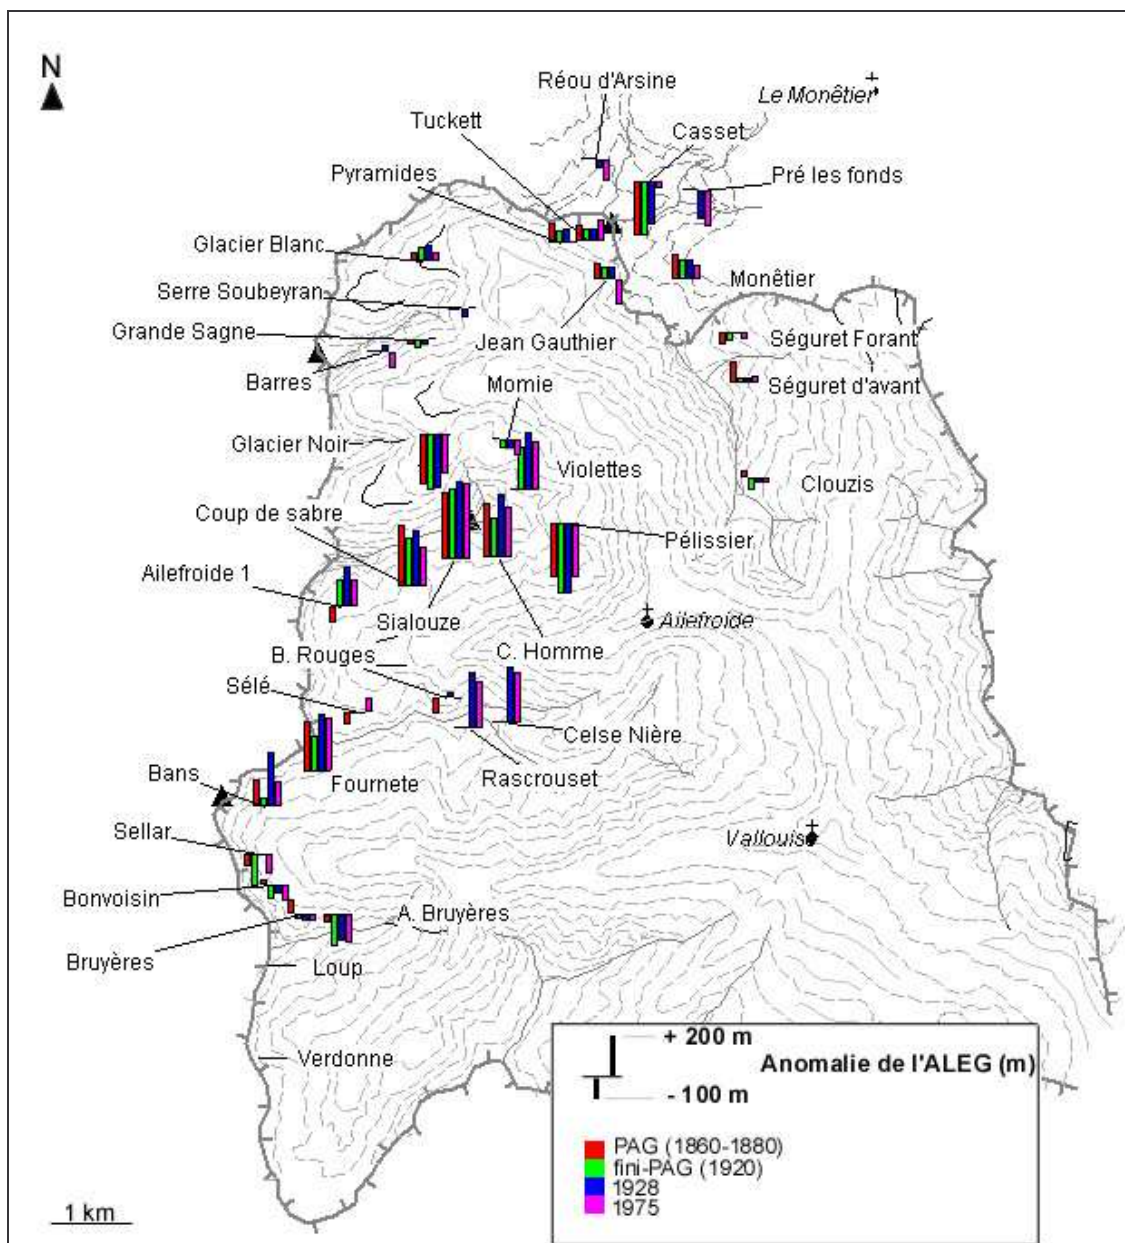 N
Réou d'Arsine
Le Monêtier
Tuckett
Casset
Pyramides
Pré les fonds
Glacier Blanc
Monêtier
Serre Soubeyran
Grande Sagne
Jean Gauthier
Séguret Forant
Barres
Momie
Séguret d'avant
Glacier Noir
Violettes
Clouzis
Coup de sabre
Pélissier
Ailefroide 1
Sialouze
Ailefroide
B. Rouges
C. Homme
Sélé
Celse Nière
Bans
Fournete
Rascrouset
Sellar
Vallouis
Bonvoisin
A. Bruyères
Bruyères
Loup
Verdonne
+ 200 m
Anomalie de l'ALEG (m)
- 100 m
PAG (1860-1880)
fini-PAG (1920)
1928
1975
1 km